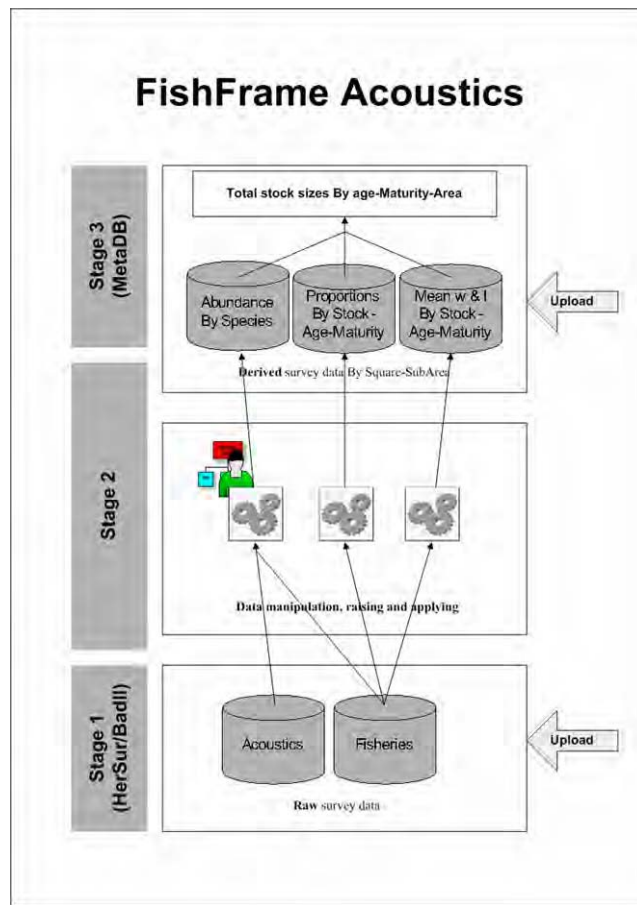 FishFrame Acoustics
Stage 3
(MetaDB)
Total stock sizes By age-Maturity-Area
Abundance
By Species
Proportions
By Stock-
Age-Maturity
Mean w & l
By Stock-
Age-Maturity
Upload
Derived survey data By Square-SubArea
Stage 2
Data manipulation, raising and applying
Stage 1
(HerSur/BadII)
Acoustics
Fisheries
Upload
Raw survey data